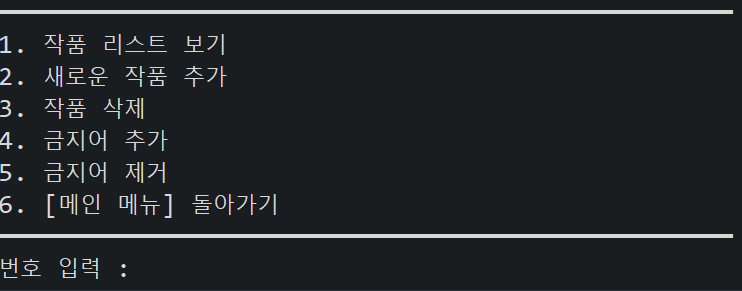 1. 작품 리스트 보기
2. 새로운 작품 추가
3. 작품 삭제
4. 금지어 추가
5. 금지어 제거
6. [메인 메뉴] 돌아가기
번호 입력 :